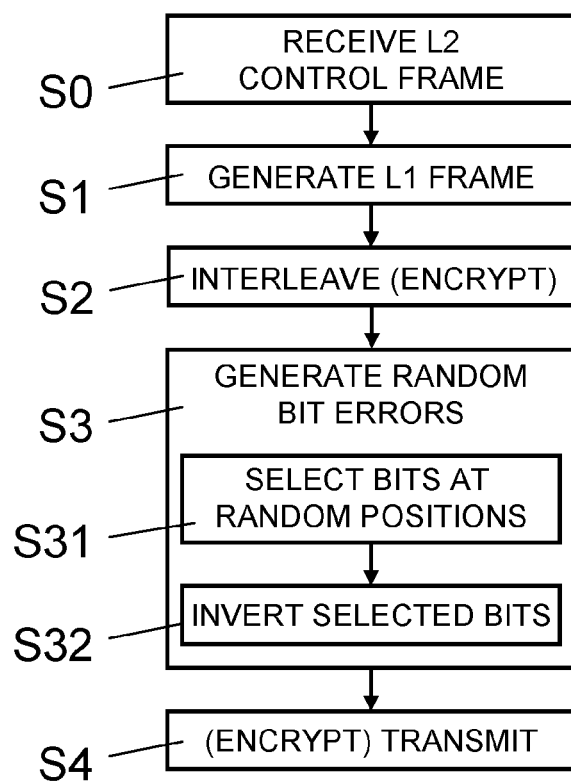 RECEIVE L2
CONTROL FRAME
S0
GENERATE L1 FRAME
S1
INTERLEAVE (ENCRYPT)
S2
GENERATE RANDOM
BIT ERRORS
S3
SELECT BITS AT
RANDOM POSITIONS
S31
INVERT SELECTED BITS
S32
(ENCRYPT) TRANSMIT
S4